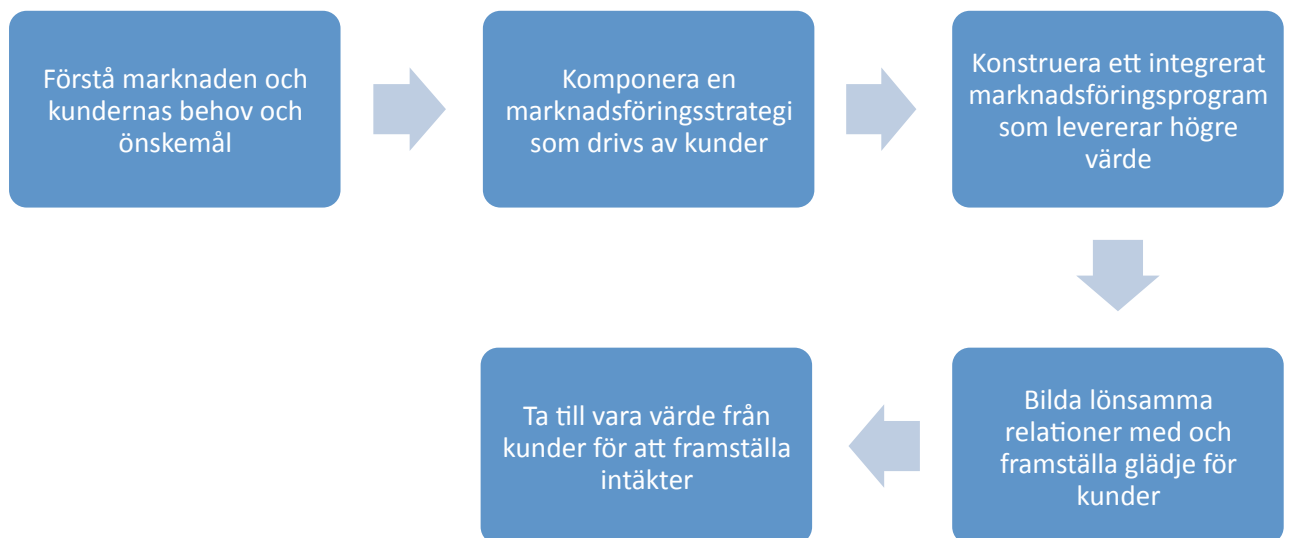 Förstå marknaden och
kundernas behov och
önskemål
Komponera en
marknadsföringsstrategi
som drivs av kunder
Konstruera ett integrerat
marknadsföringsprogram
som levererar högre
värde
Bilda lönsamma
relationer med och
framställa glädje för
kunder
Ta till vara värde från
kunder för att framställa
intäkter